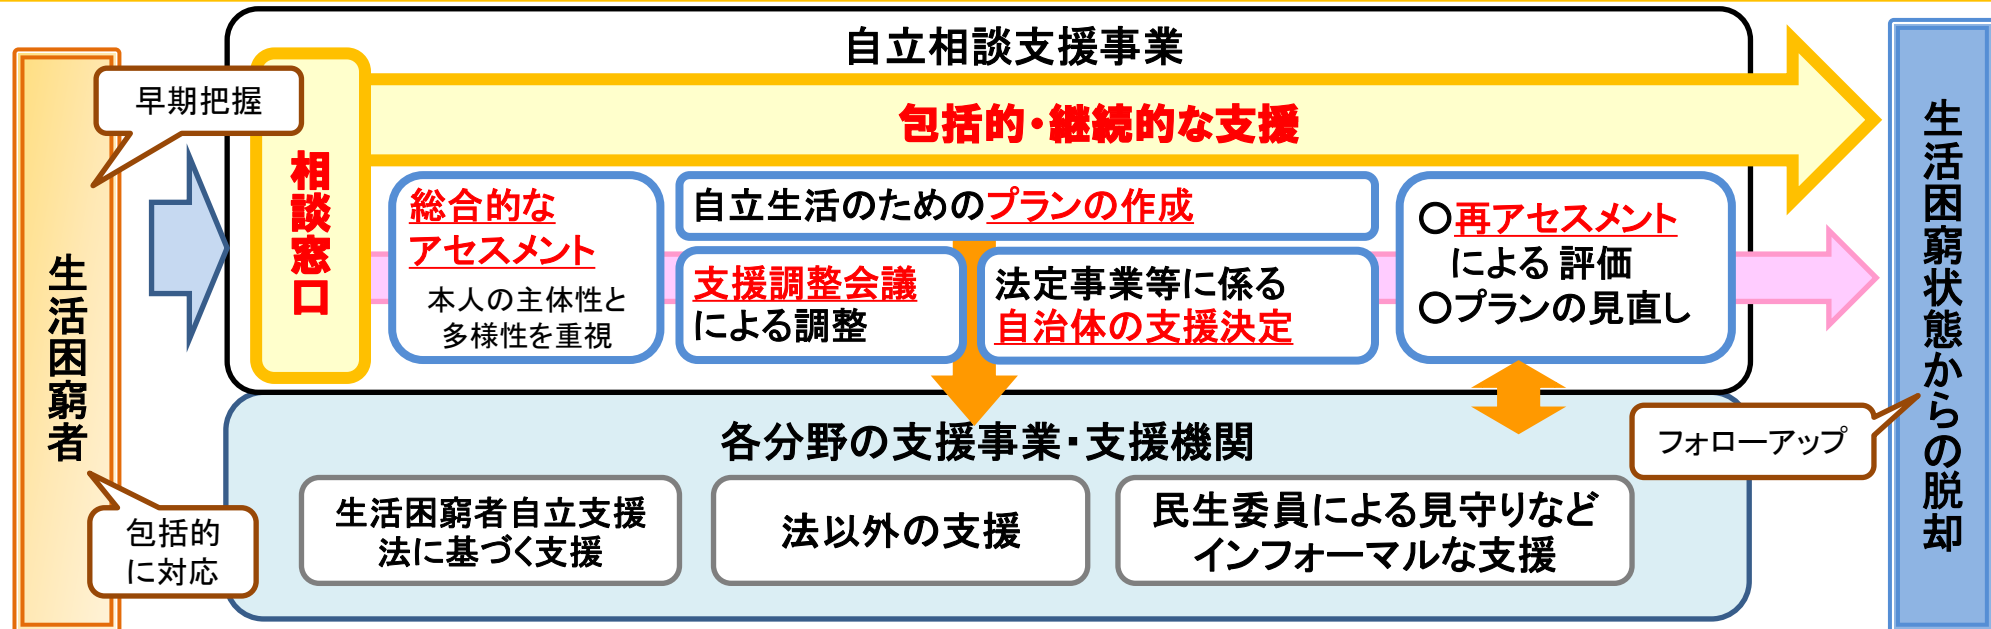 自立相談支援事業
早期把握
包括的・継続的な支援
生活困窮者
相談窓口
総合的な
アセスメント
本人の主体性と
多様性を重視
自立生活のためのプランの作成
支援調整会議
による調整
法定事業等に係る
自治体の支援決定
○再アセスメント
による 評価
○プランの見直し
生活困窮状態からの脱却
包括的
に対応
各分野の支援事業・支援機関
フォローアップ
生活困窮者自立支援
法に基づく支援
法以外の支援
民生委員による見守りなど
インフォーマルな支援